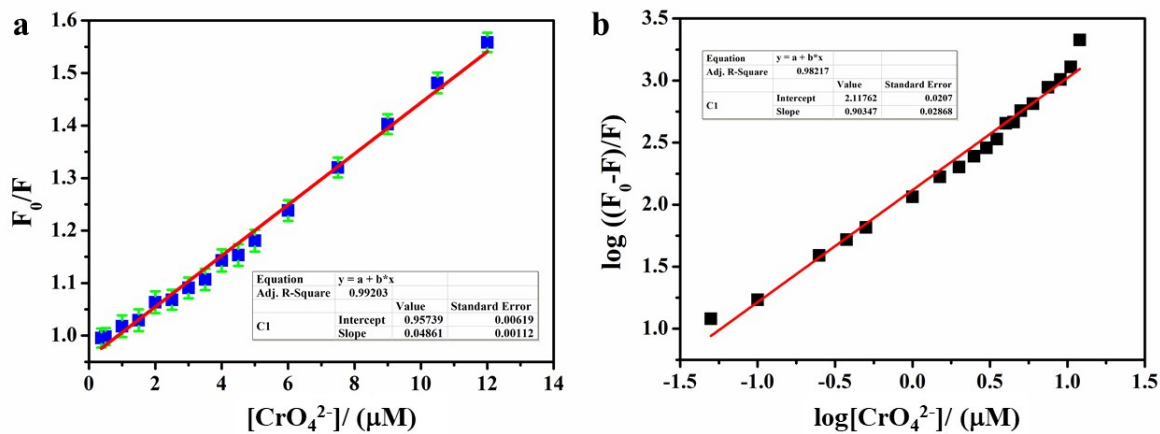 a
F₀/F
1.6
1.5
1.4
1.3
1.2
1.1
1.0
0 2 4 6 8 10 12 14
[CrO₄²⁻]/ (μM)
Equation y = a + b*x
Adj. R-Square 0.99203
Value Standard Error
C1 Intercept 0.95739 0.00619
Slope 0.04861 0.00112
b
log ((F₀-F)/F)
3.5
3.0
2.5
2.0
1.5
1.0
-1.5 -1.0 -0.5 0.0 0.5 1.0 1.5
log[CrO₄²⁻]/ (μM)
Equation y = a + b*x
Adj. R-Square 0.98217
Value Standard Error
C1 Intercept 2.11762 0.0207
Slope 0.90347 0.02868